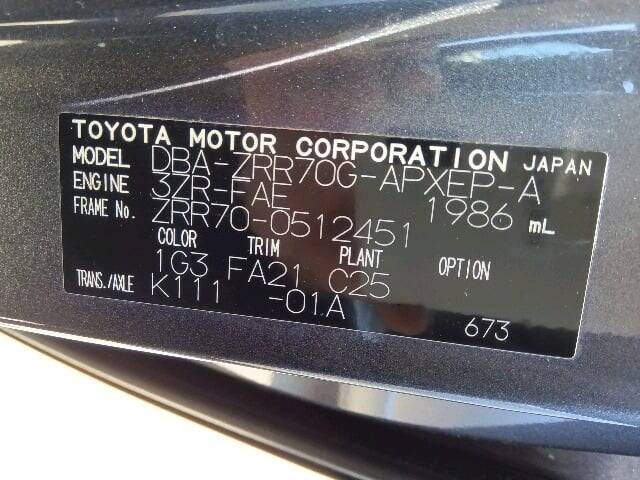 TOYOTA MOTOR CORPORATION JAPAN
MODEL DBA-ZRR70G-APXEP-A
ENGINE 3ZR-FAE 1986 mL
FRAME No. ZRR70-0512451
COLOR TRIM PLANT OPTION
1G3 FA21 C25
TRANS./AXLE K111 -01A
673